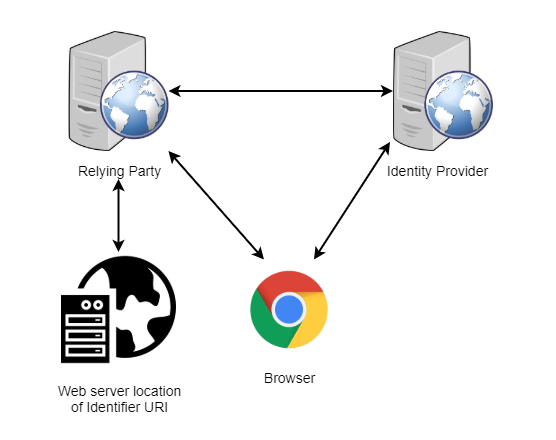 Relying Party
Identity Provider
Browser
Web server location
of Identifier URI